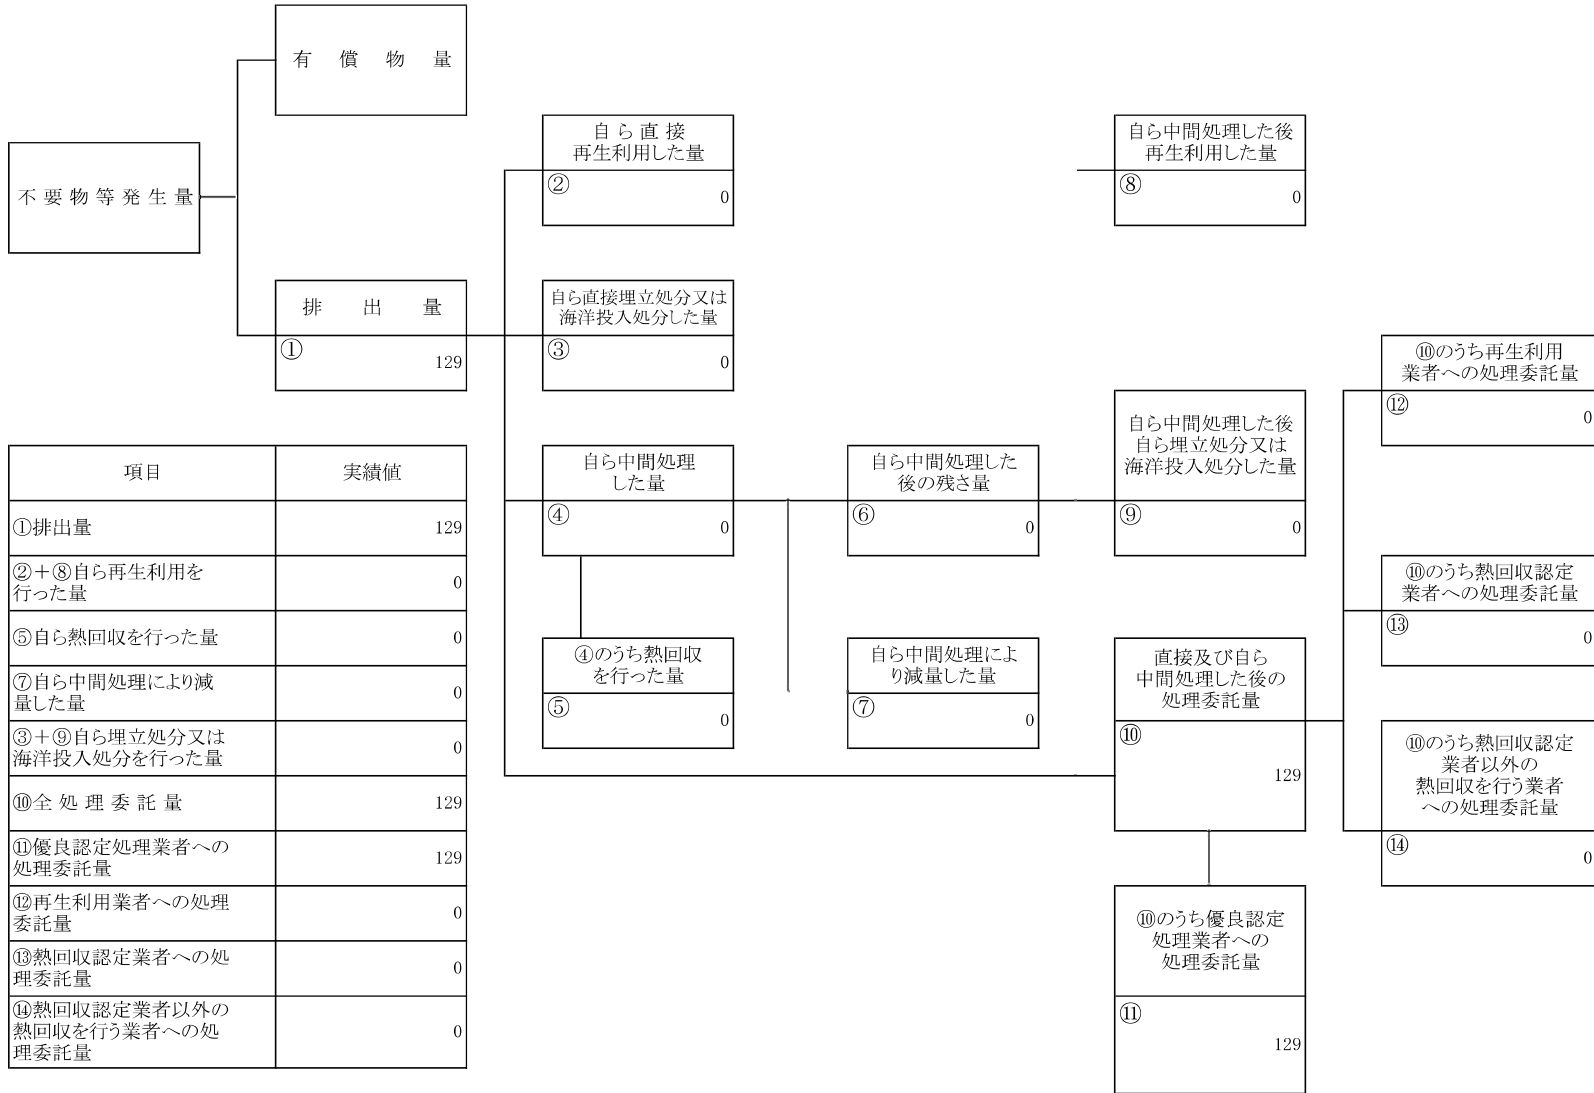 有償物量
不要物等発生量
排出量
①
129
自ら直接
再生利用した量
②
0
自ら直接埋立処分又は
海洋投入処分した量
③
0
自ら中間処理
した量
④
0
④のうち熱回収
を行った量
⑤
0
自ら中間処理した
後の残さ量
⑥
0
自ら中間処理によ
り減量した量
⑦
0
自ら中間処理した後
再生利用した量
⑧
0
自ら中間処理した後
自ら埋立処分又は
海洋投入処分した量
⑨
0
直接及び自ら
中間処理した後の
処理委託量
⑩
129
⑩のうち優良認定
処理業者への
処理委託量
⑪
129
⑩のうち再生利用
業者への処理委託量
⑫
0
⑩のうち熱回収認定
業者への処理委託量
⑬
0
⑩のうち熱回収認定
業者以外の
熱回収を行う業者
への処理委託量
⑭
0
項目 実績値
①排出量 129
②＋⑧自ら再生利用を
行った量 0
⑤自ら熱回収を行った量 0
⑦自ら中間処理により減
量した量 0
③＋⑨自ら埋立処分又は
海洋投入処分を行った量 0
⑩全処理委託量 129
⑪優良認定処理業者への
処理委託量 129
⑫再生利用業者への処理
委託量 0
⑬熱回収認定業者への処
理委託量 0
⑭熱回収認定業者以外の
熱回収を行う業者への処
理委託量 0